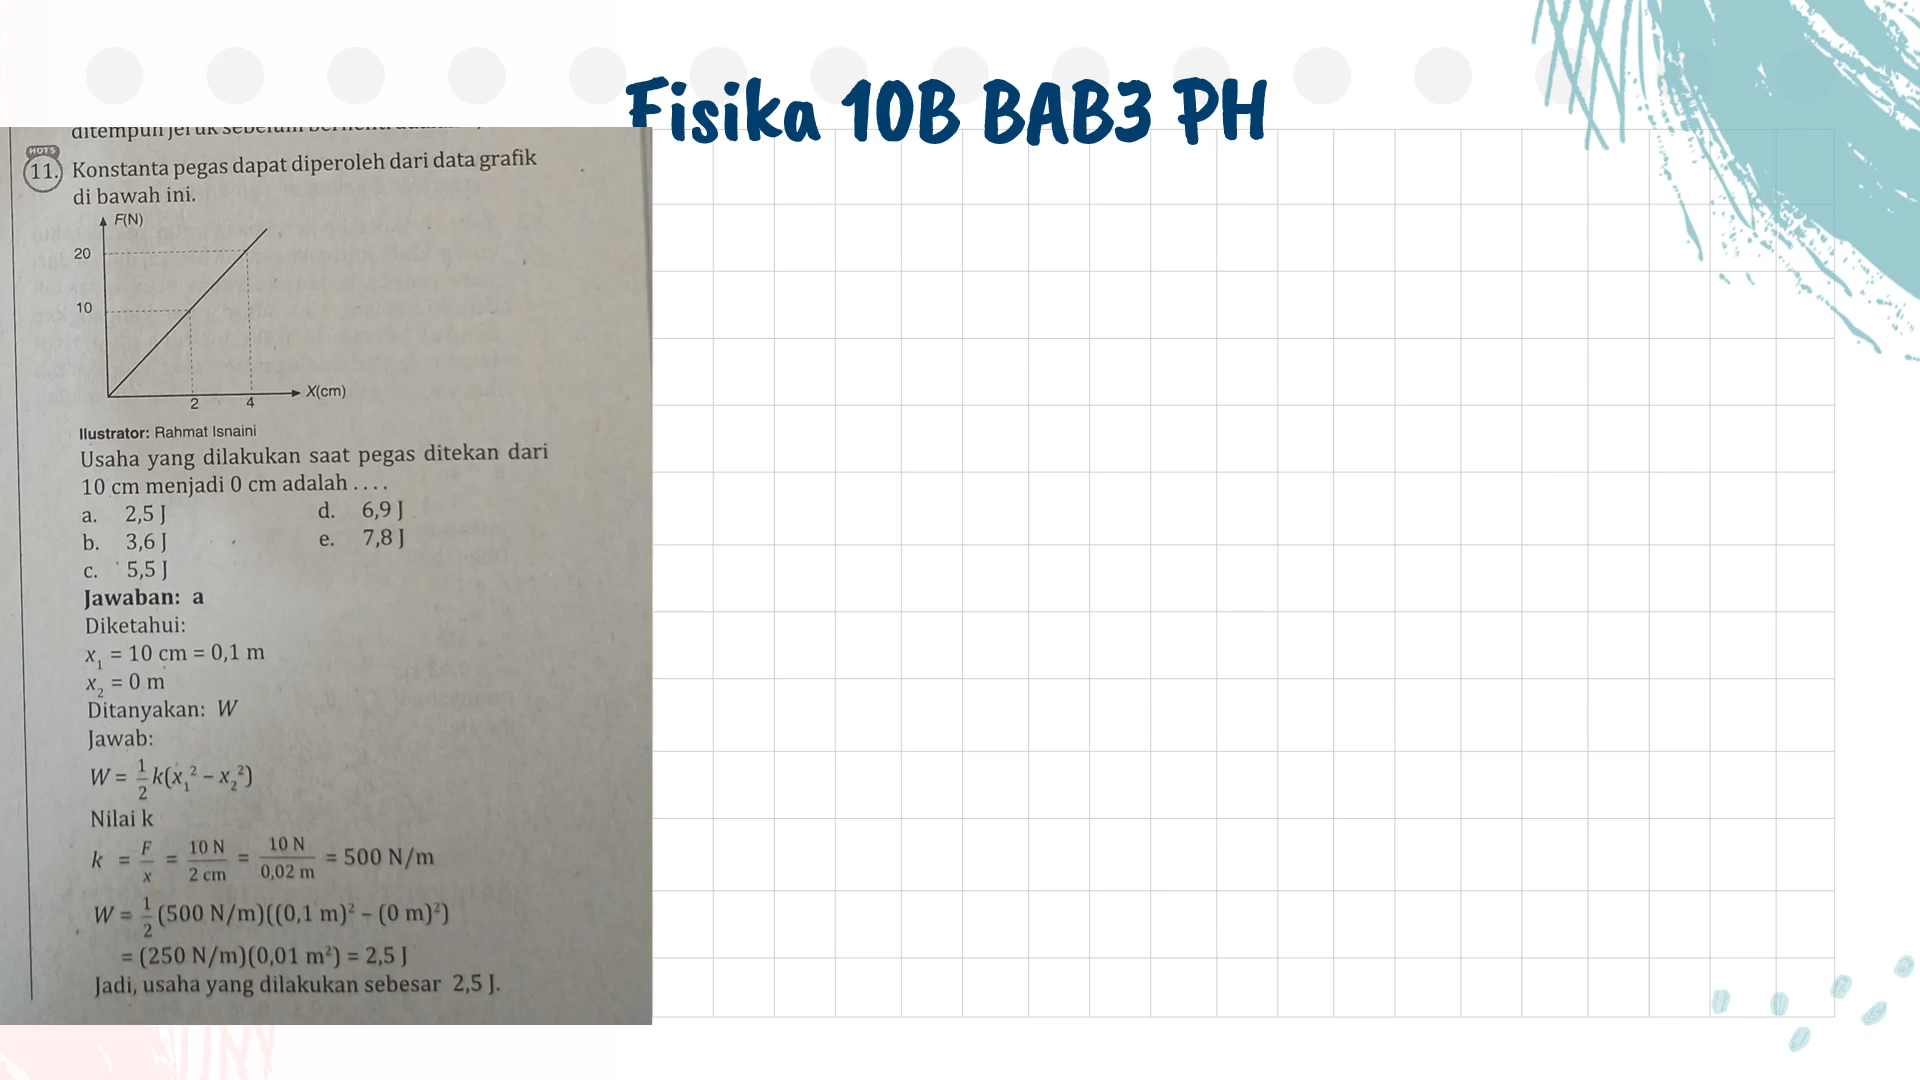 Fisika 10B BAB3 PH
HOTS
11. Konstanta pegas dapat diperoleh dari data grafik
di bawah ini.
F(N)
20
10
2 4 X(cm)
Ilustrator: Rahmat Isnaini
Usaha yang dilakukan saat pegas ditekan dari
10 cm menjadi 0 cm adalah . . . .
a. 2,5 J d. 6,9 J
b. 3,6 J e. 7,8 J
c. 5,5 J
Jawaban: a
Diketahui:
x₁ = 10 cm = 0,1 m
x₂ = 0 m
Ditanyakan: W
Jawab:
W = 1/2 k(x₁² – x₂²)
Nilai k
k = F/x = 10 N/2 cm = 10 N/0,02 m = 500 N/m
W = 1/2 (500 N/m)((0,1 m)² – (0 m)²)
= (250 N/m)(0,01 m²) = 2,5 J
Jadi, usaha yang dilakukan sebesar 2,5 J.